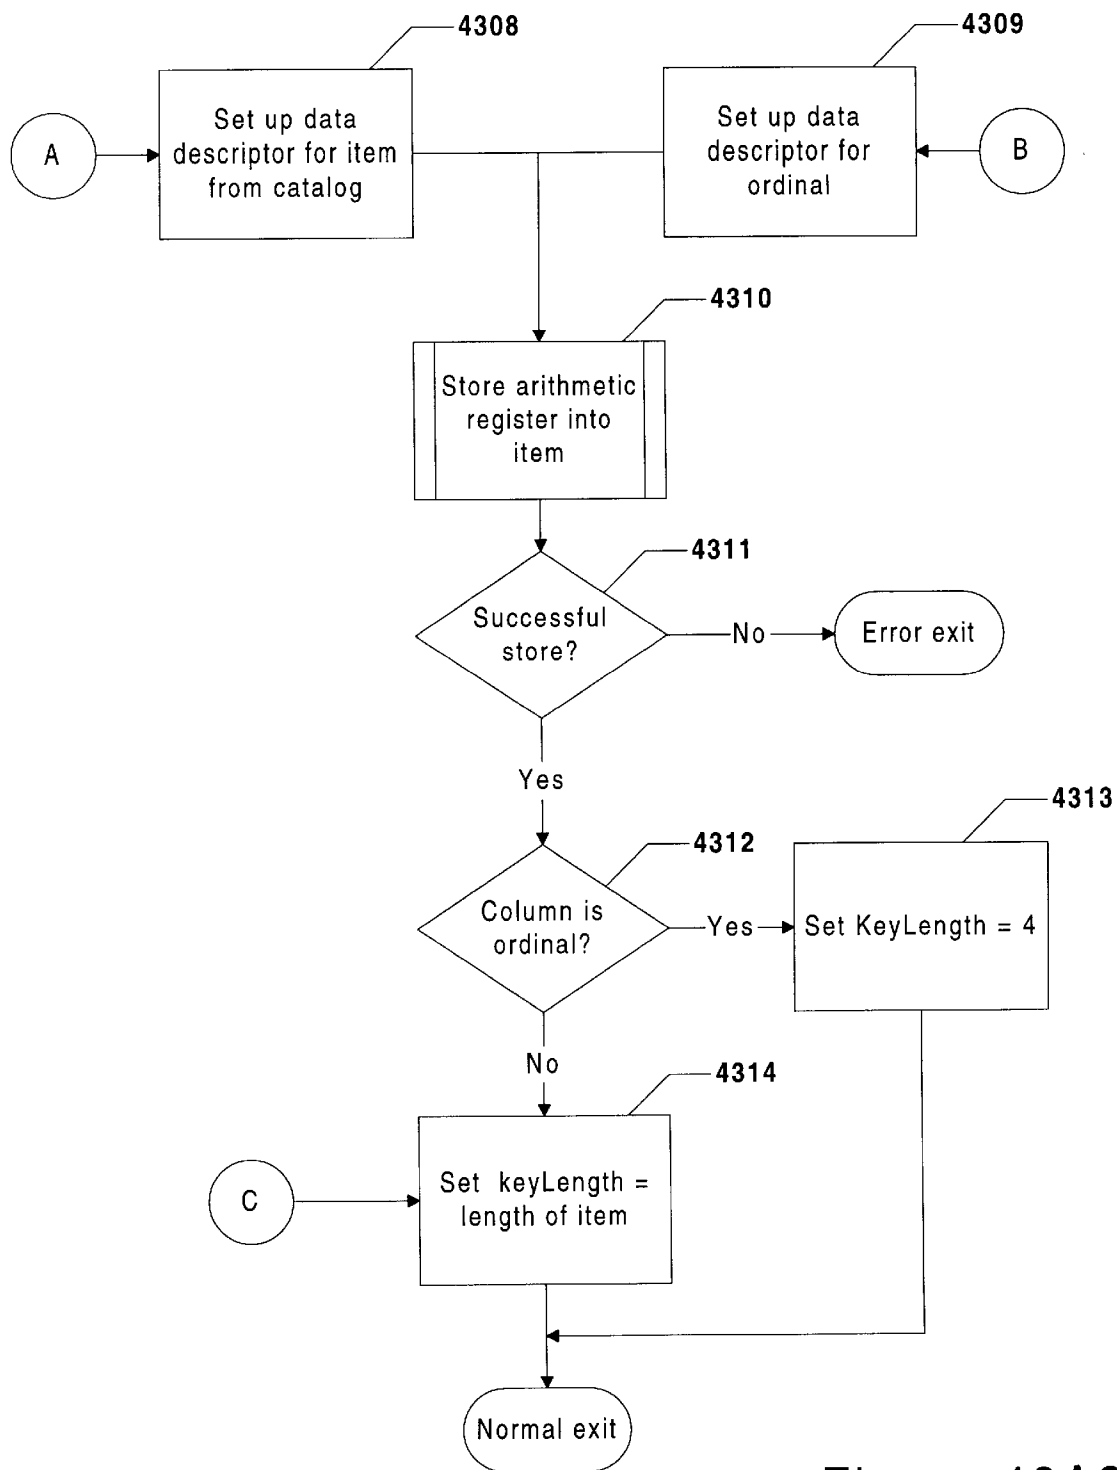 4308
4309
A
Set up data
descriptor for item
from catalog
Set up data
descriptor for
ordinal
B
4310
Store arithmetic
register into
item
4311
Successful
store?
No
Error exit
Yes
4313
4312
Column is
ordinal?
Yes
Set KeyLength = 4
No
4314
C
Set keyLength =
length of item
Normal exit